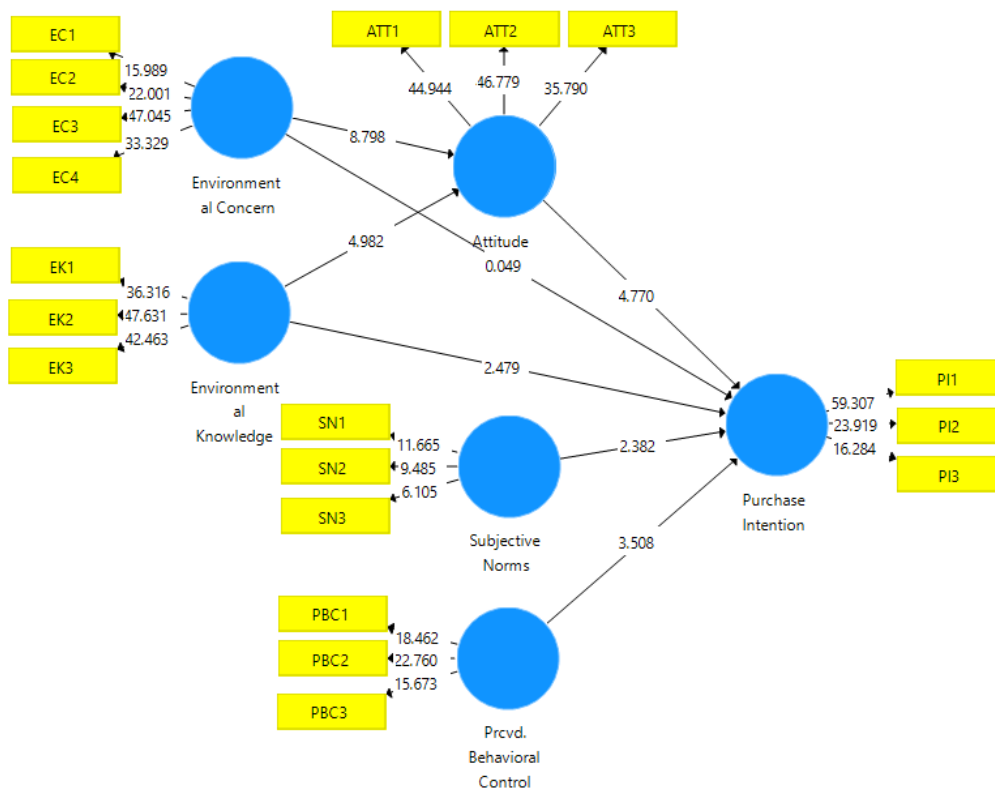 EC1
EC2
EC3
EC4
15.989
22.001
47.045
33.329
Environment
al Concern
ATT1
ATT2
ATT3
44.944
46.779
35.790
8.798
Attitude
0.049
4.982
4.770
EK1
EK2
EK3
36.316
47.631
42.463
Environment
al
Knowledge
2.479
SN1
SN2
SN3
11.665
9.485
6.105
Subjective
Norms
2.382
PI1
PI2
PI3
59.307
23.919
16.284
Purchase
Intention
3.508
PBC1
PBC2
PBC3
18.462
22.760
15.673
Prcvd.
Behavioral
Control